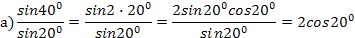 а) sin40⁰/sin20⁰ = sin2 · 20⁰/sin20⁰ = 2sin20⁰cos20⁰/sin20⁰ = 2cos20⁰